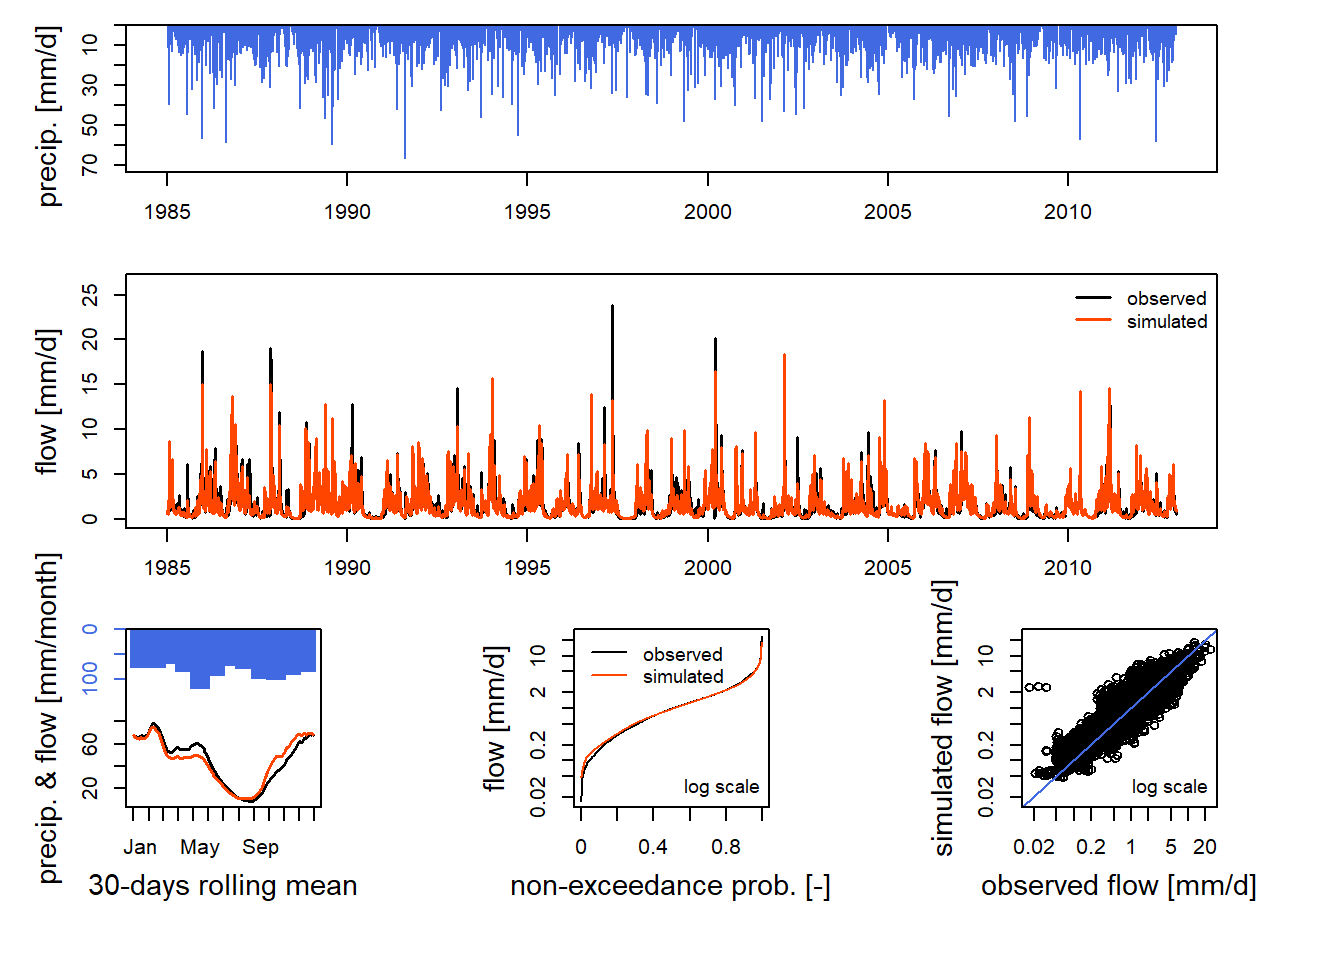 precip. [mm/d]
10
30
50
70
1985
1990
1995
2000
2005
2010
flow [mm/d]
25
20
15
10
5
0
observed
simulated
1985
1990
1995
2000
2005
2010
precip. & flow [mm/month]
0
100
60
20
Jan
May
Sep
30-days rolling mean
flow [mm/d]
10
2
0.2
0.02
observed
simulated
log scale
0
0.4
0.8
non-exceedance prob. [-]
simulated flow [mm/d]
10
2
0.2
0.02
log scale
0.02
0.2
1
5
20
observed flow [mm/d]